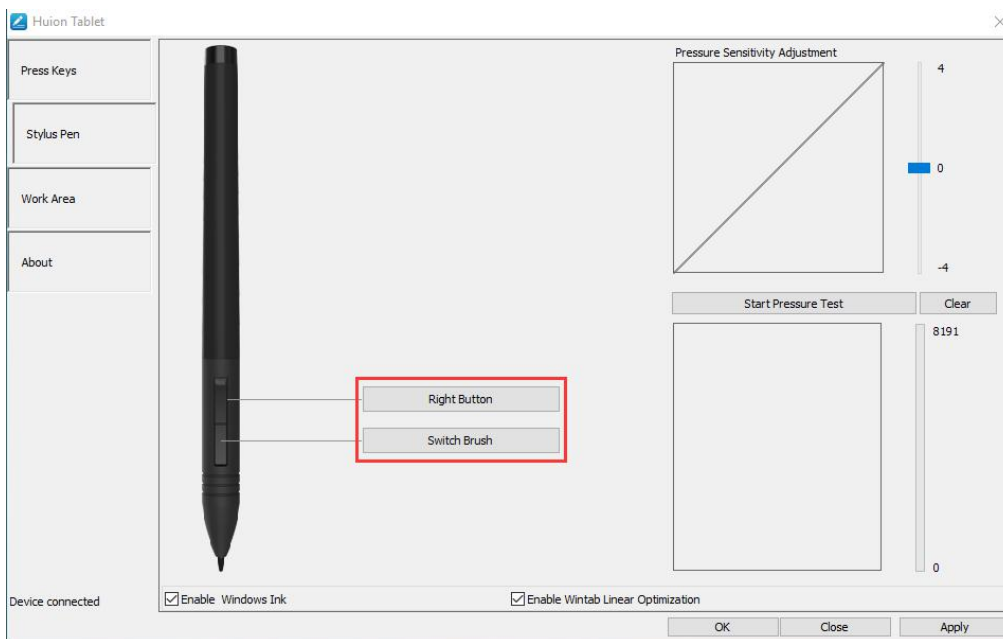 Huion Tablet
Press Keys
Stylus Pen
Work Area
About
Device connected
Right Button
Switch Brush
Pressure Sensitivity Adjustment
4
0
-4
Start Pressure Test
Clear
8191
0
Enable Windows Ink
Enable Wintab Linear Optimization
OK
Close
Apply